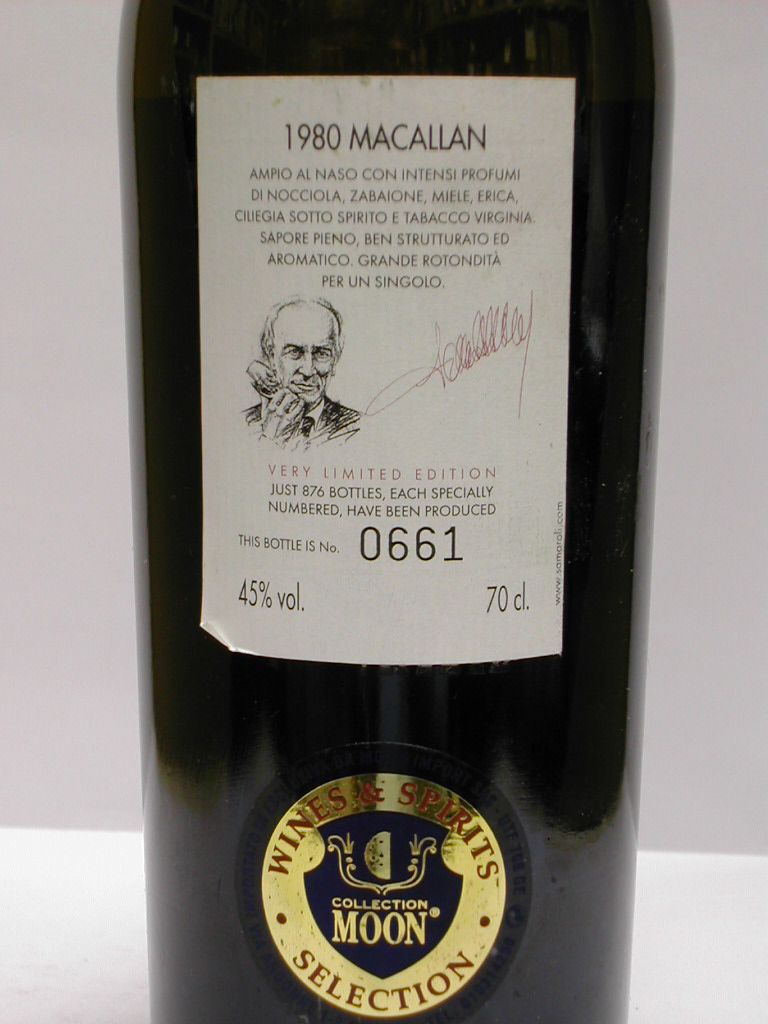 1980 MACALLAN
AMPIO AL NASO CON INTENSI PROFUMI
DI NOCCIOLA, ZABAIONE, MIELE, ERICA,
CILIEGIA SOTTO SPIRITO E TABACCO VIRGINIA.
SAPORE PIENO, BEN STRUTTURATO ED
AROMATICO. GRANDE ROTONDITÀ
PER UN SINGOLO.
VERY LIMITED EDITION
JUST 876 BOTTLES, EACH SPECIALLY
NUMBERED, HAVE BEEN PRODUCED
THIS BOTTLE IS No. 0661
45% vol. 70 cl.
www.samaroli.com
WINES & SPIRITS
COLLECTION
MOON®
SELECTION